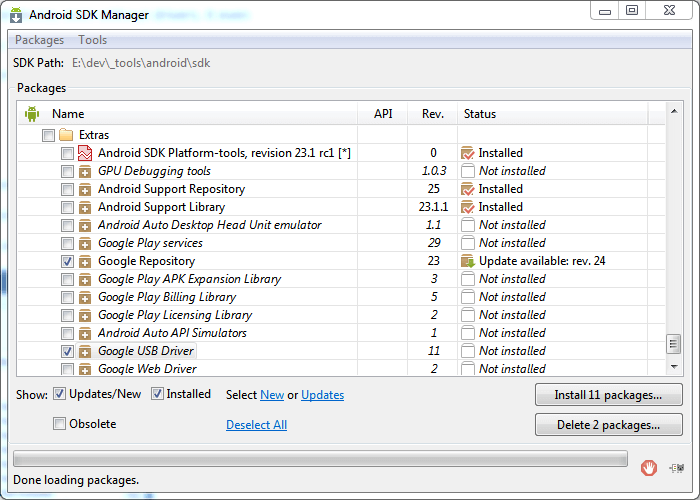 Android SDK Manager
Packages Tools
SDK Path: E:\dev\_tools\android\sdk
Packages
Name API Rev. Status
Extras
Android SDK Platform-tools, revision 23.1 rc1 [*] 0 Installed
GPU Debugging tools 1.0.3 Not installed
Android Support Repository 25 Installed
Android Support Library 23.1.1 Installed
Android Auto Desktop Head Unit emulator 1.1 Not installed
Google Play services 29 Not installed
Google Repository 23 Update available: rev. 24
Google Play APK Expansion Library 3 Not installed
Google Play Billing Library 5 Not installed
Google Play Licensing Library 2 Not installed
Android Auto API Simulators 1 Not installed
Google USB Driver 11 Not installed
Google Web Driver 2 Not installed
Show: Updates/New Installed Select New or Updates Install 11 packages...
Obsolete Deselect All Delete 2 packages...
Done loading packages.